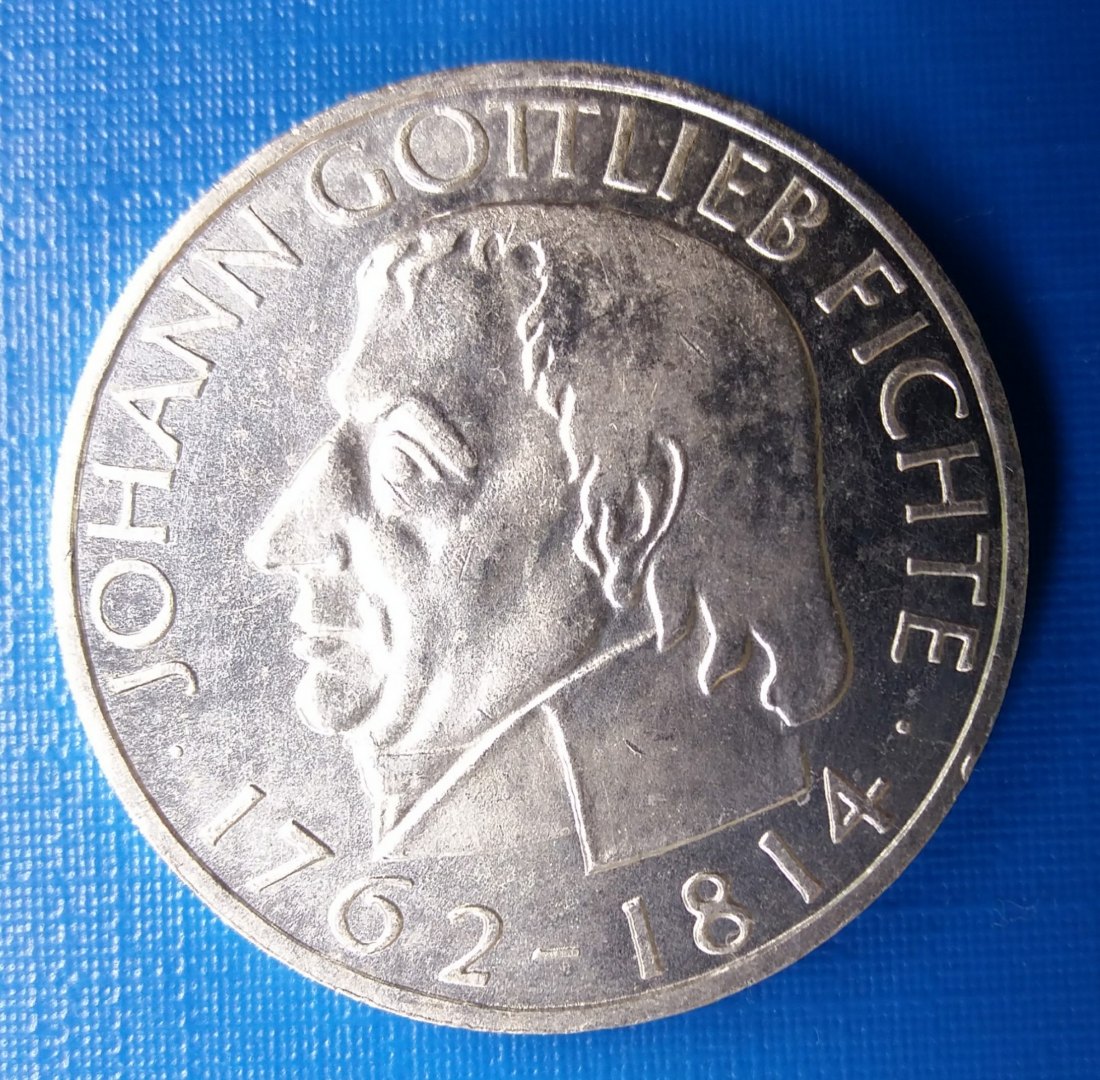 · JOHANN GOTTLIEB FICHTE ·
1762 - 1814